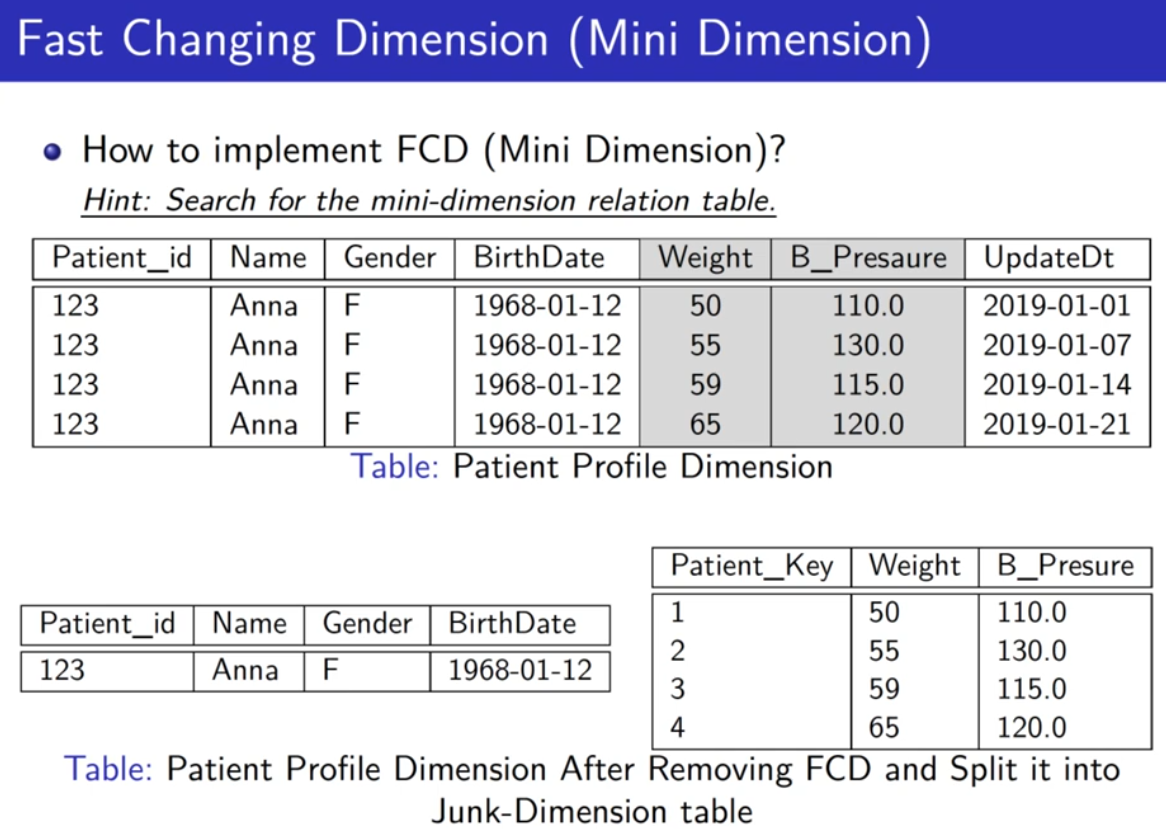 Fast Changing Dimension (Mini Dimension)
How to implement FCD (Mini Dimension)?
Hint: Search for the mini-dimension relation table.
Patient_id Name Gender BirthDate Weight B_Presaure UpdateDt
123 Anna F 1968-01-12 50 110.0 2019-01-01
123 Anna F 1968-01-12 55 130.0 2019-01-07
123 Anna F 1968-01-12 59 115.0 2019-01-14
123 Anna F 1968-01-12 65 120.0 2019-01-21
Table: Patient Profile Dimension
Patient_id Name Gender BirthDate
123 Anna F 1968-01-12
Patient_Key Weight B_Presure
1 50 110.0
2 55 130.0
3 59 115.0
4 65 120.0
Table: Patient Profile Dimension After Removing FCD and Split it into
Junk-Dimension table